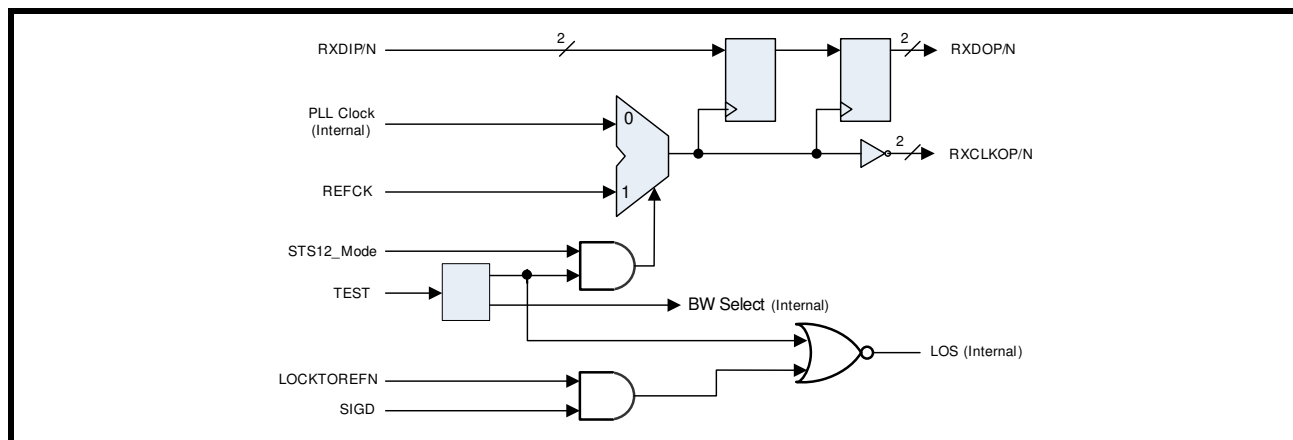 RXDIP/N
2
2
RXDOP/N
PLL Clock
(Internal)
0
2
RXCLKOP/N
REFCK
1
STS12_Mode
TEST
BW Select (Internal)
LOS (Internal)
LOCKTOREFN
SIGD